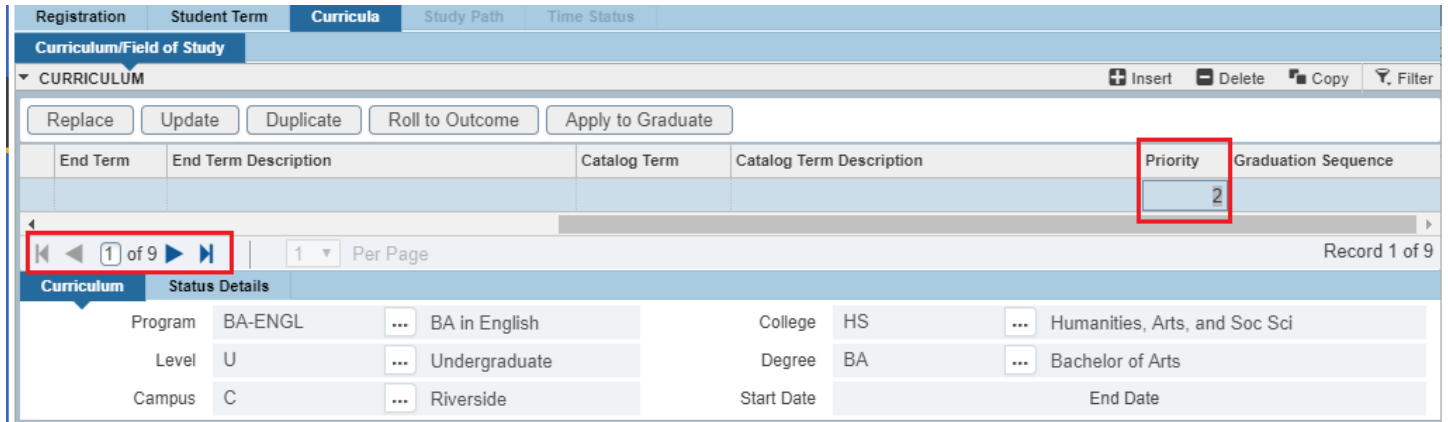 Registration Student Term Curricula Study Path Time Status
Curriculum/Field of Study
CURRICULUM Insert Delete Copy Filter
Replace Update Duplicate Roll to Outcome Apply to Graduate
End Term End Term Description Catalog Term Catalog Term Description Priority Graduation Sequence
2
1 of 9 1 Per Page Record 1 of 9
Curriculum Status Details
Program BA-ENGL ... BA in English College HS ... Humanities, Arts, and Soc Sci
Level U ... Undergraduate Degree BA ... Bachelor of Arts
Campus C ... Riverside Start Date End Date